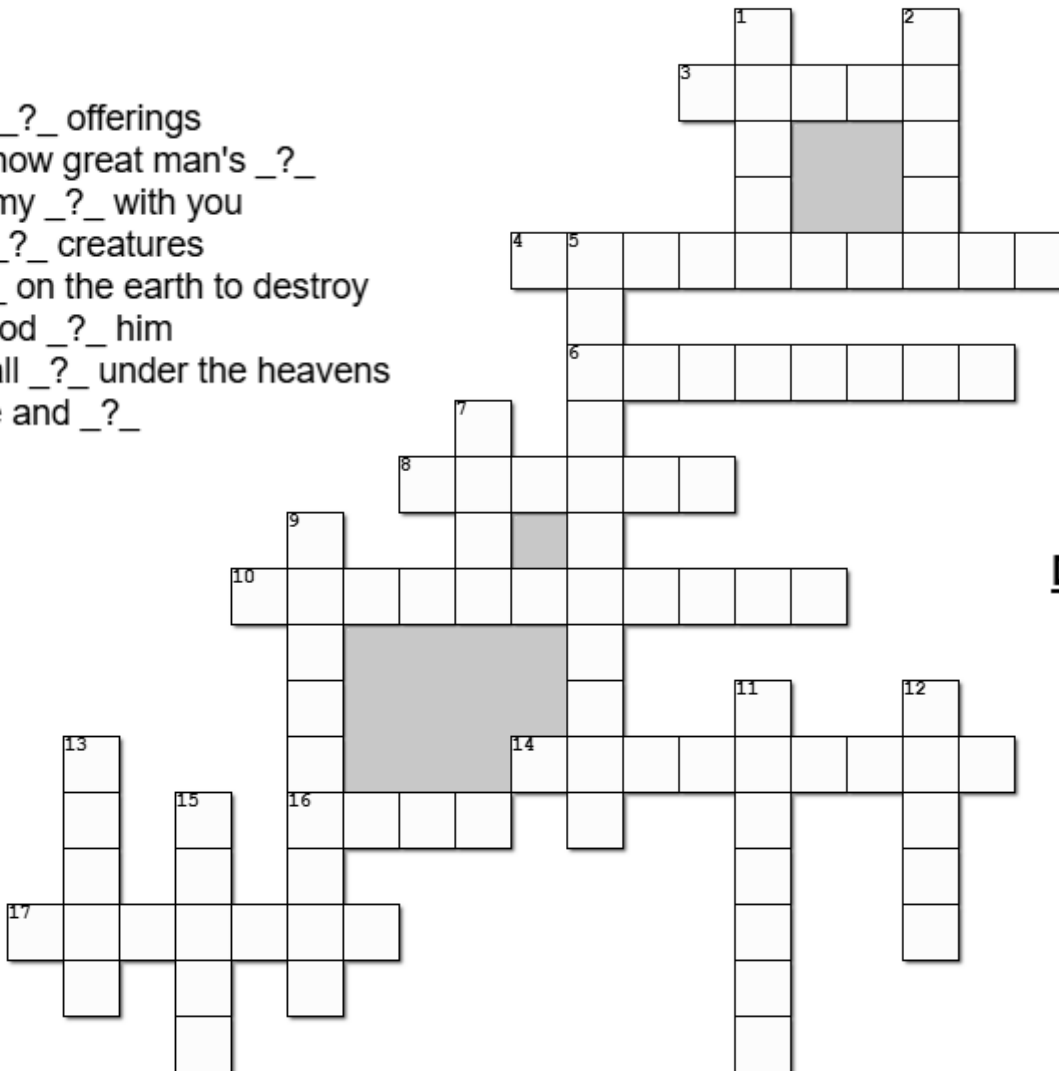 _?_ offerings
how great man's _?_
my _?_ with you
_?_ creatures
_ on the earth to destroy
_?_ him
all _?_ under the heavens
and _?_
1
2
3
4
5
6
7
8
9
10
11
12
13
14
15
16
17